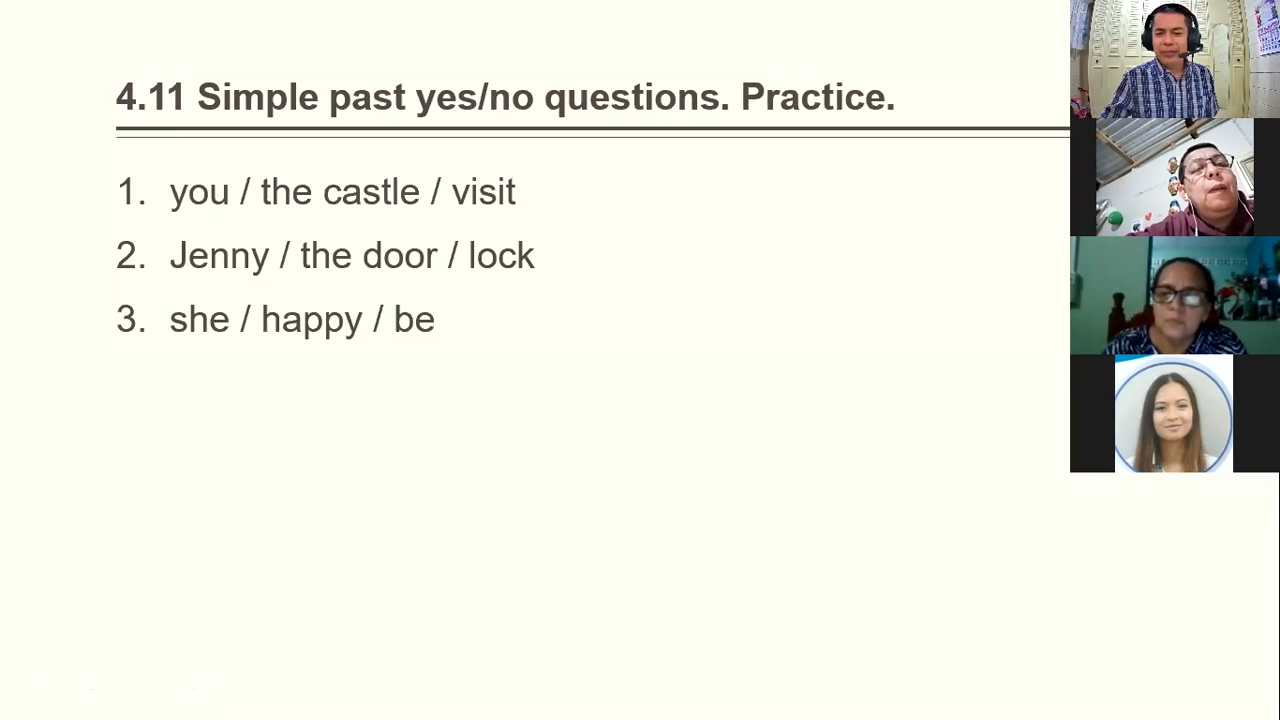 4.11 Simple past yes/no questions. Practice.
1. you / the castle / visit
2. Jenny / the door / lock
3. she / happy / be